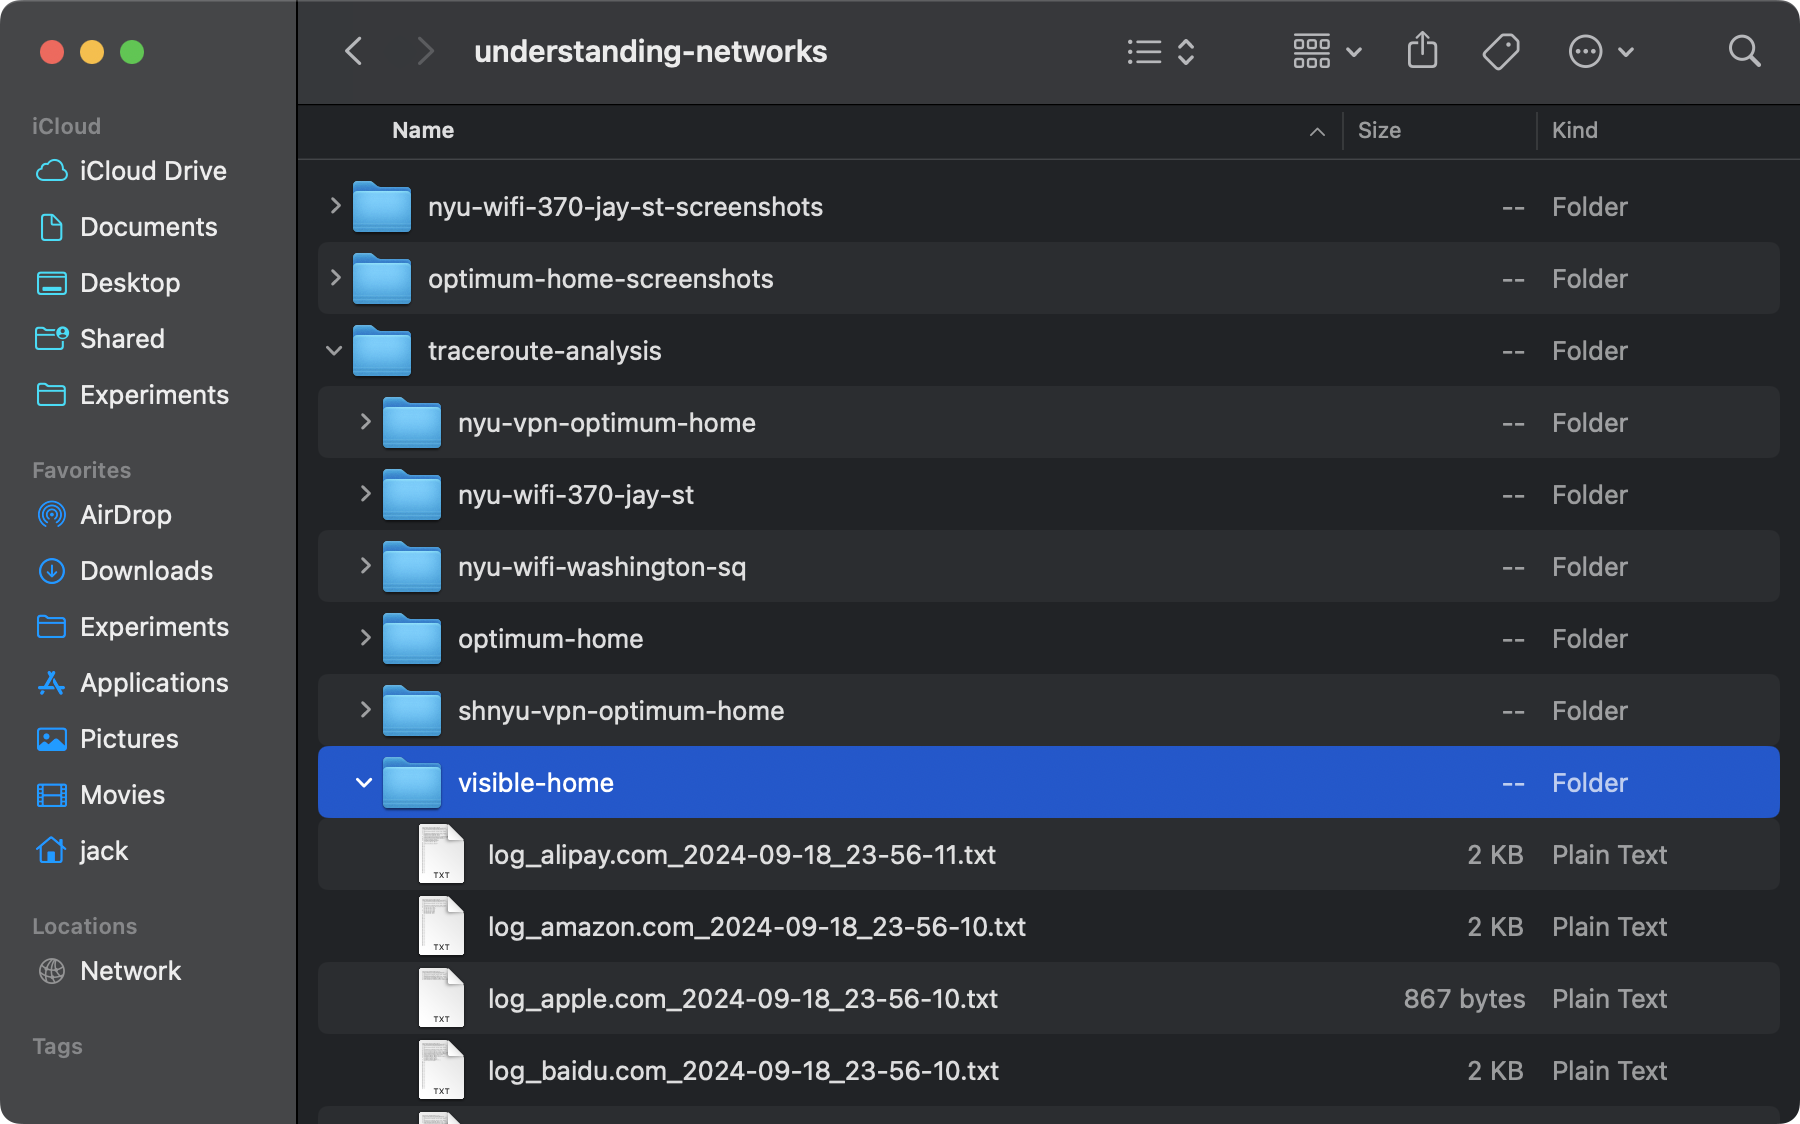 understanding-networks
iCloud
iCloud Drive
Documents
Desktop
Shared
Experiments
Favorites
AirDrop
Downloads
Experiments
Applications
Pictures
Movies
jack
Locations
Network
Tags
Name Size Kind
nyu-wifi-370-jay-st-screenshots -- Folder
optimum-home-screenshots -- Folder
traceroute-analysis -- Folder
nyu-vpn-optimum-home -- Folder
nyu-wifi-370-jay-st -- Folder
nyu-wifi-washington-sq -- Folder
optimum-home -- Folder
shnyu-vpn-optimum-home -- Folder
visible-home -- Folder
TXT log_alipay.com_2024-09-18_23-56-11.txt 2 KB Plain Text
TXT log_amazon.com_2024-09-18_23-56-10.txt 2 KB Plain Text
TXT log_apple.com_2024-09-18_23-56-10.txt 867 bytes Plain Text
TXT log_baidu.com_2024-09-18_23-56-10.txt 2 KB Plain Text